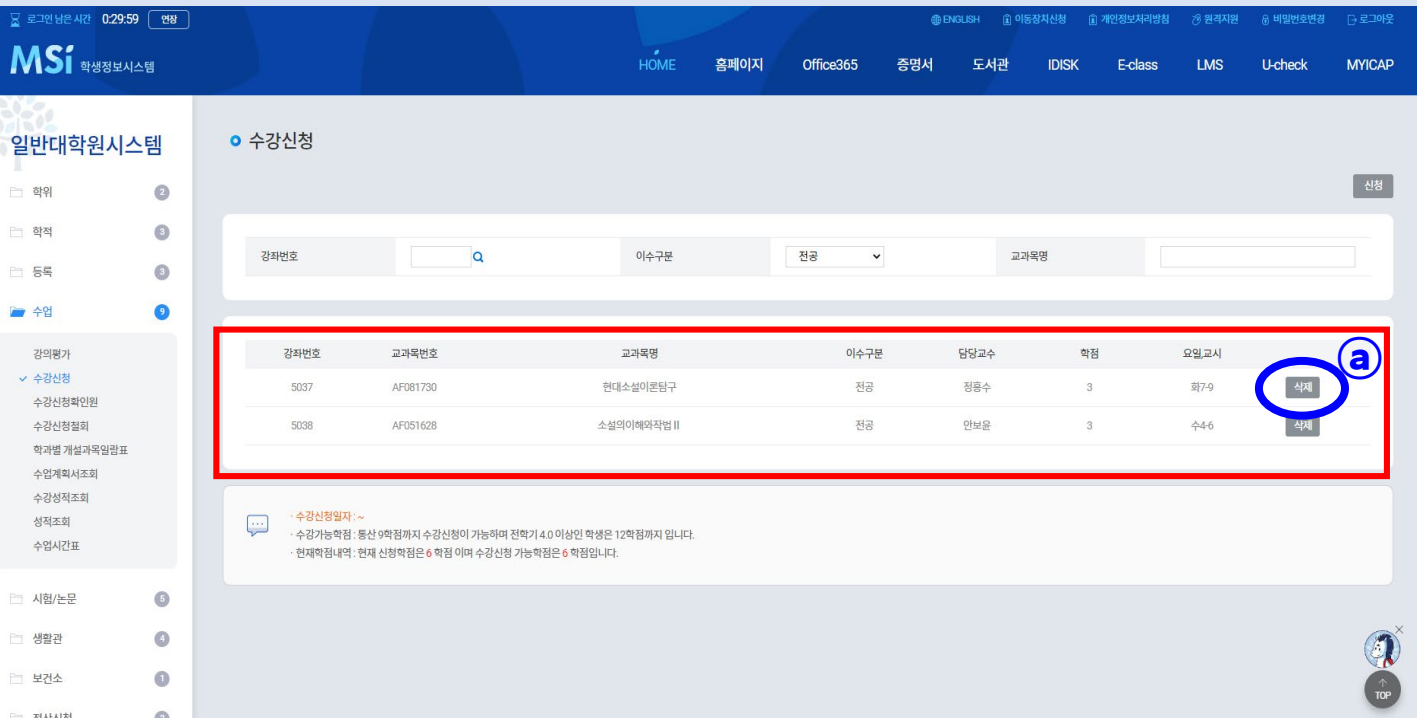 로그인 남은 시간 0:29:59 연장
ENGLISH 이동장치신청 개인정보처리방침 원격지원 비밀번호변경 로그아웃
MSi 학생정보시스템
HOME 홈페이지 Office365 증명서 도서관 IDISK E-class LMS U-check MYICAP
일반대학원시스템
학위 2
학적 3
등록 3
수업 9
강의평가
수강신청
수강신청확인원
수강신청철회
학과별 개설과목일람표
수업계획서조회
수강성적조회
성적조회
수업시간표
시험/논문 5
생활관 4
보건소 1
수강신청
신청
강좌번호 이수구분 전공 교과목명
강좌번호 교과목번호 교과목명 이수구분 담당교수 학점 요일,교시
ⓐ
5037 AF081730 현대소설이론탐구 전공 정홍수 3 화7-9 삭제
5038 AF051628 소설의이해와작법 II 전공 안보윤 3 수4-6 삭제
· 수강신청일자 : ~
· 수강가능학점 : 통산 9학점까지 수강신청이 가능하며 전학기 4.0 이상인 학생은 12학점까지 입니다.
· 현재학점내역 : 현재 신청학점은 6 학점 이며 수강신청 가능학점은 6 학점입니다.
TOP